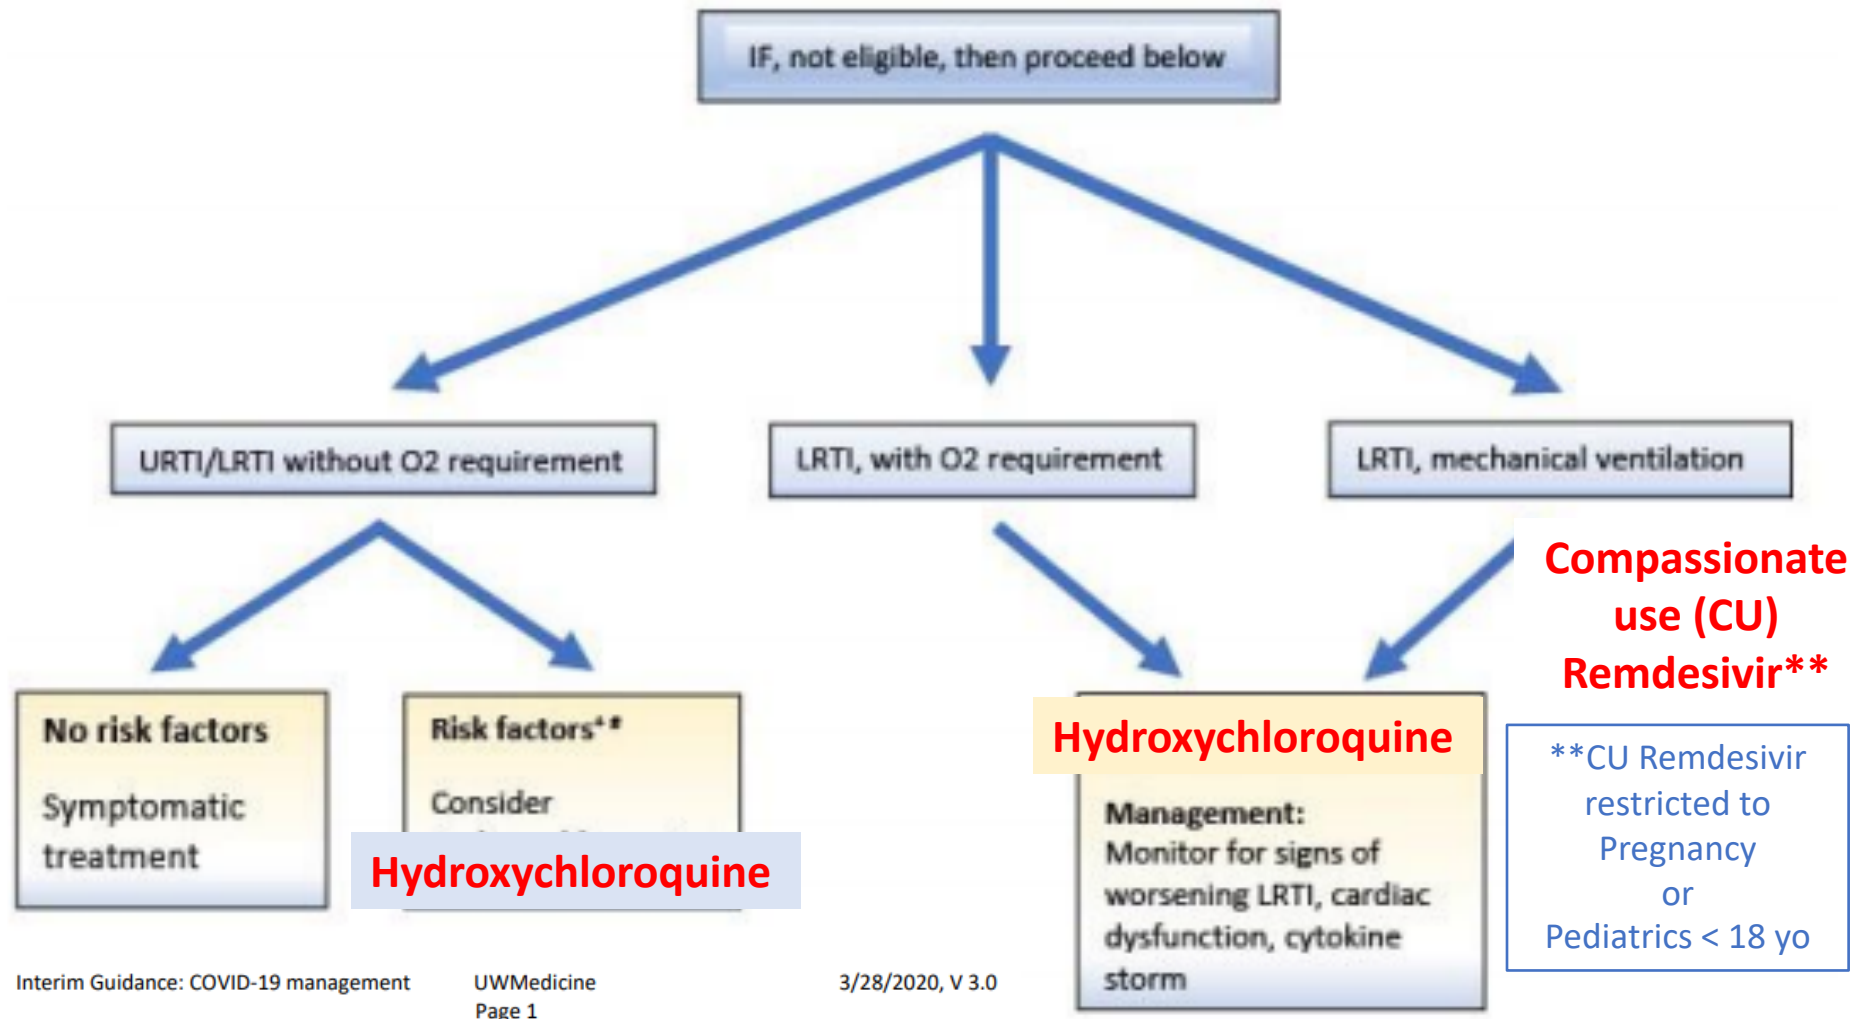 IF, not eligible, then proceed below
URTI/LRTI without O2 requirement
LRTI, with O2 requirement
LRTI, mechanical ventilation
Compassionate
use (CU)
Remdesivir**
No risk factors
Symptomatic
treatment
Risk factors⁺#
Consider
Hydroxychloroquine
Hydroxychloroquine
Management:
Monitor for signs of
worsening LRTI, cardiac
dysfunction, cytokine
storm
**CU Remdesivir
restricted to
Pregnancy
or
Pediatrics < 18 yo
Interim Guidance: COVID-19 management UWMedicine 3/28/2020, V 3.0
Page 1